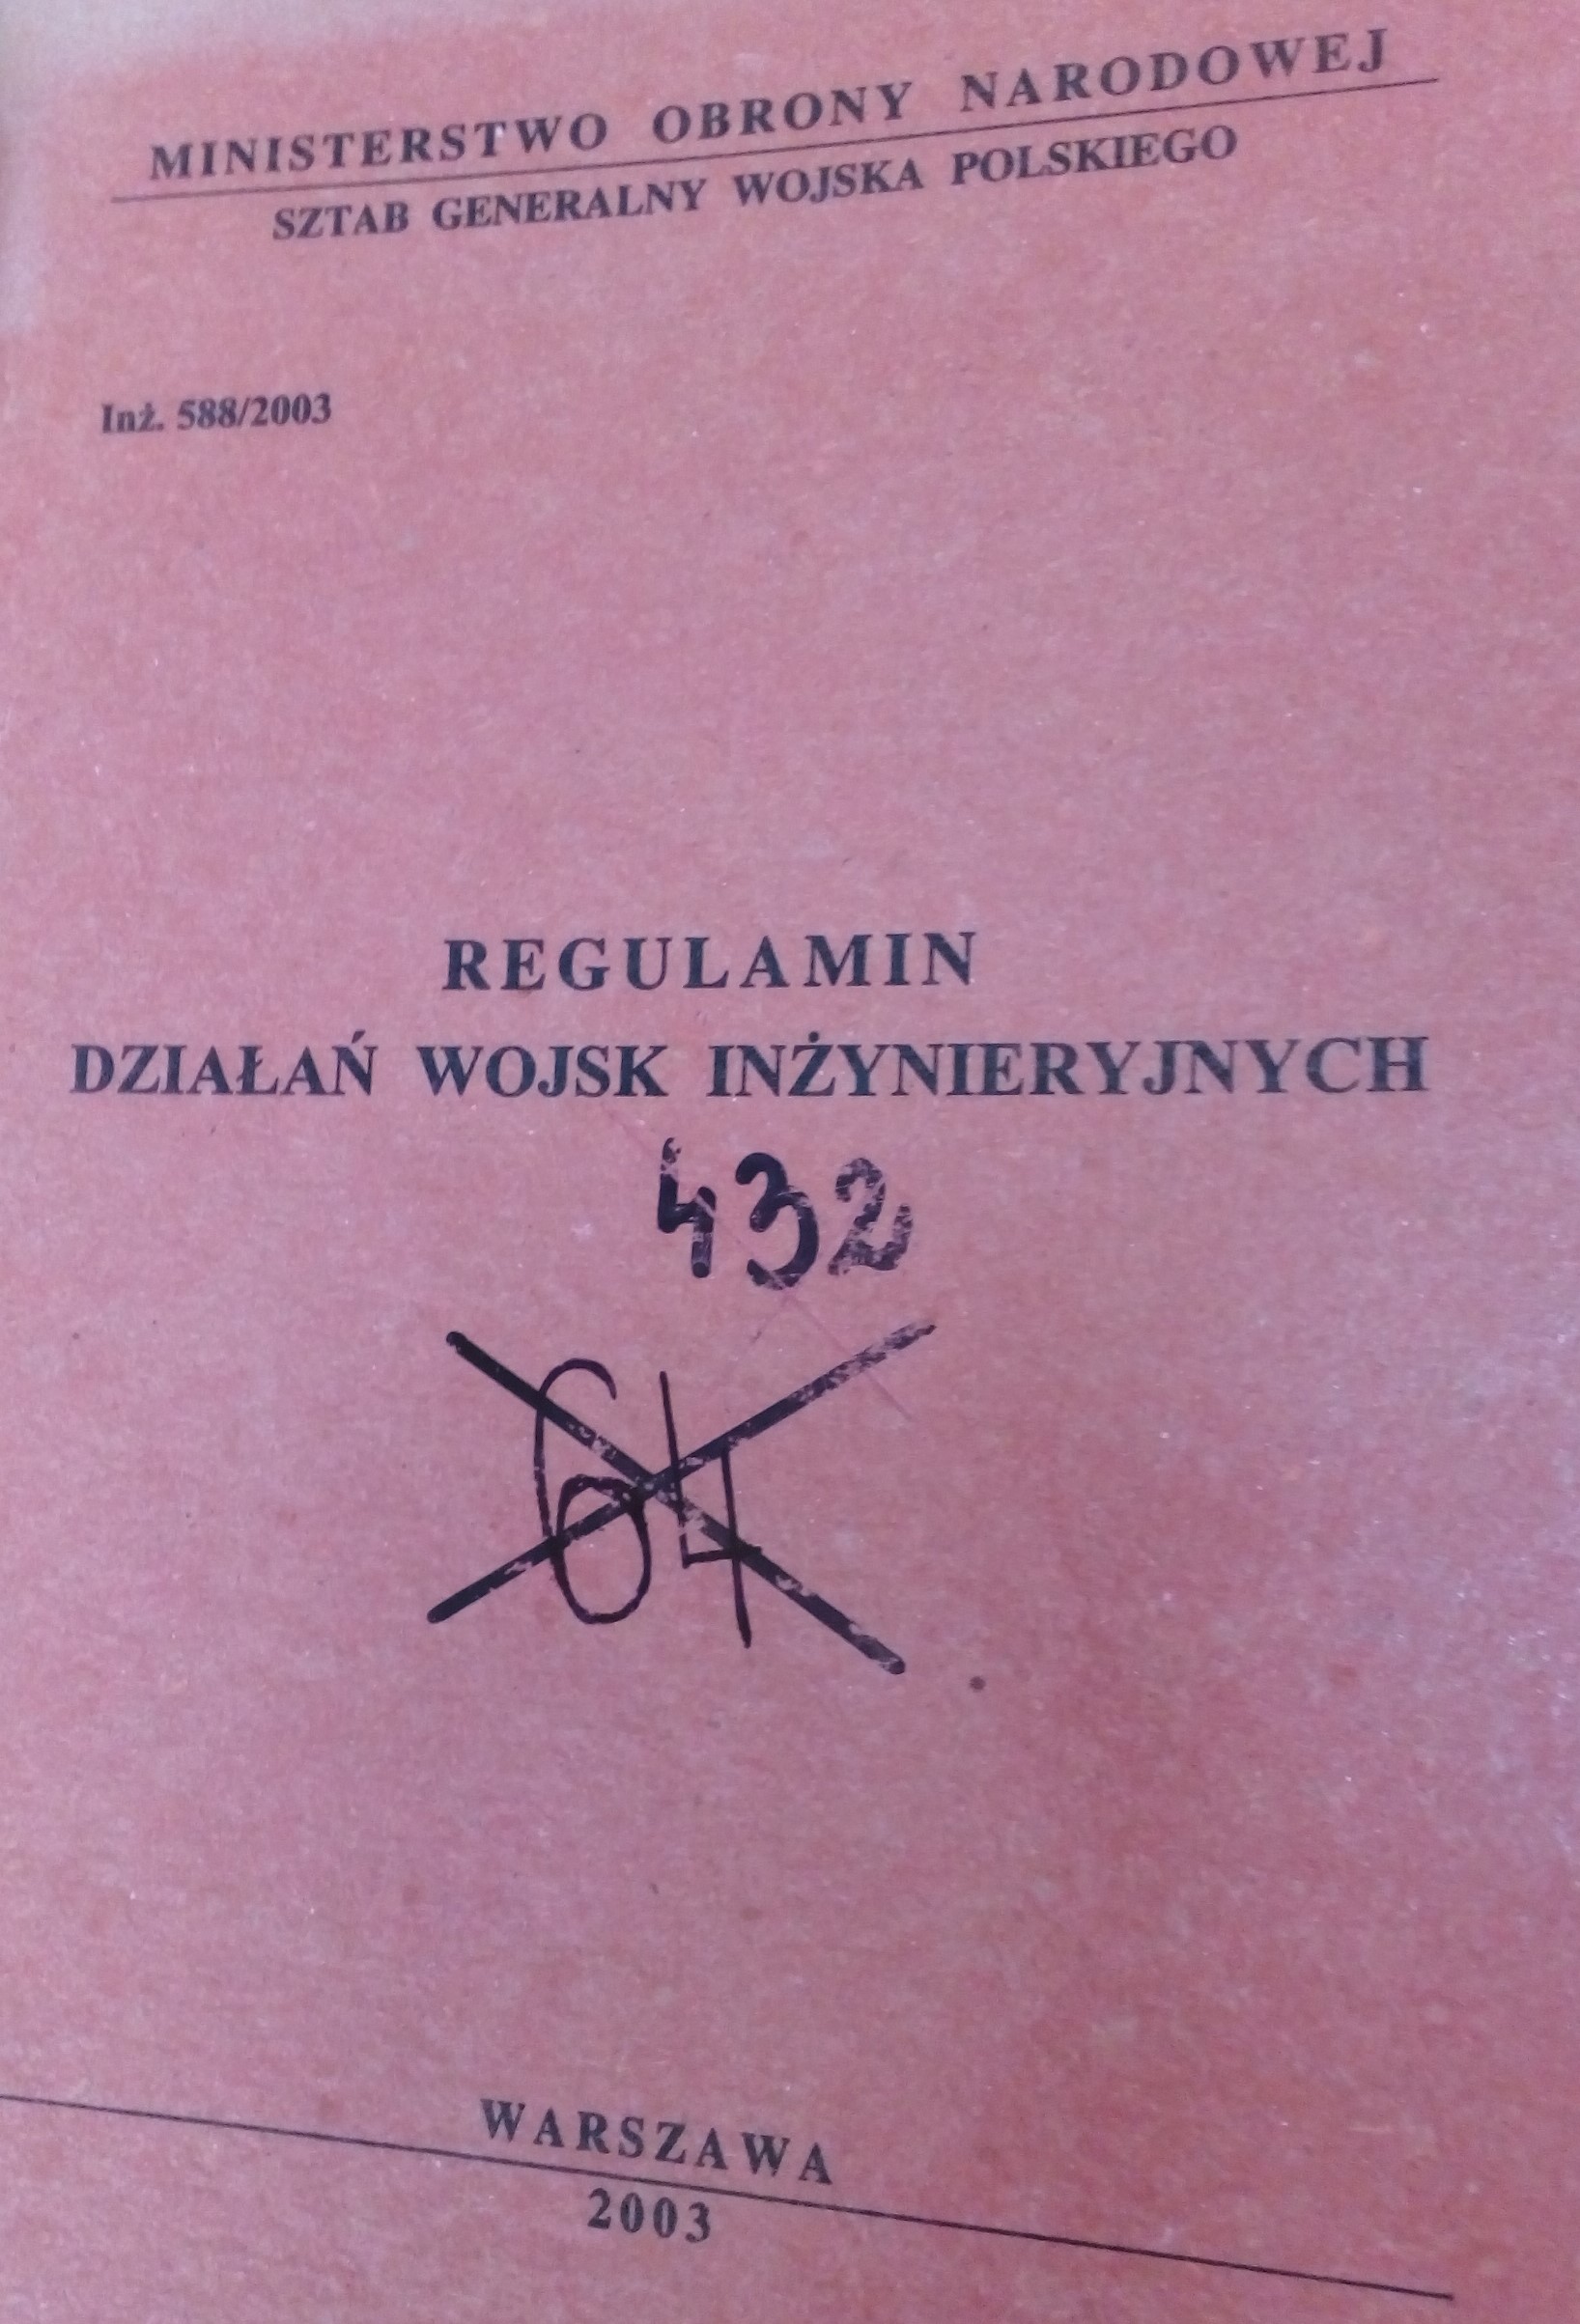 MINISTERSTWO OBRONY NARODOWEJ
SZTAB GENERALNY WOJSKA POLSKIEGO
Inż. 588/2003
REGULAMIN
DZIAŁAŃ WOJSK INŻYNIERYJNYCH
432
64
WARSZAWA
2003